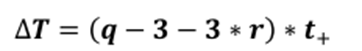 ΔT = (q − 3 − 3 * r) * t₊